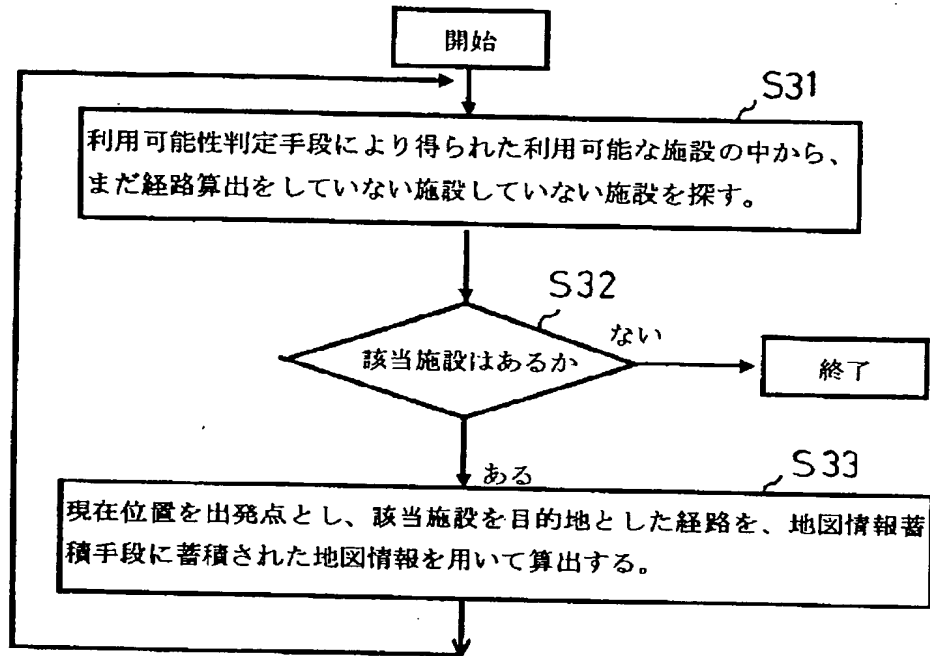 開始
S31
利用可能性判定手段により得られた利用可能な施設の中から、
まだ経路算出をしていない施設していない施設を探す。
S32
該当施設はあるか
ない
終了
ある
S33
現在位置を出発点とし、該当施設を目的地とした経路を、地図情報蓄
積手段に蓄積された地図情報を用いて算出する。